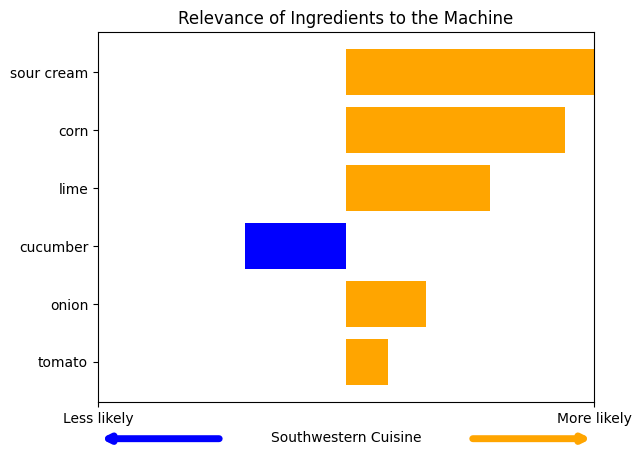 Relevance of Ingredients to the Machine
sour cream
corn
lime
cucumber
onion
tomato
Less likely
More likely
Southwestern Cuisine